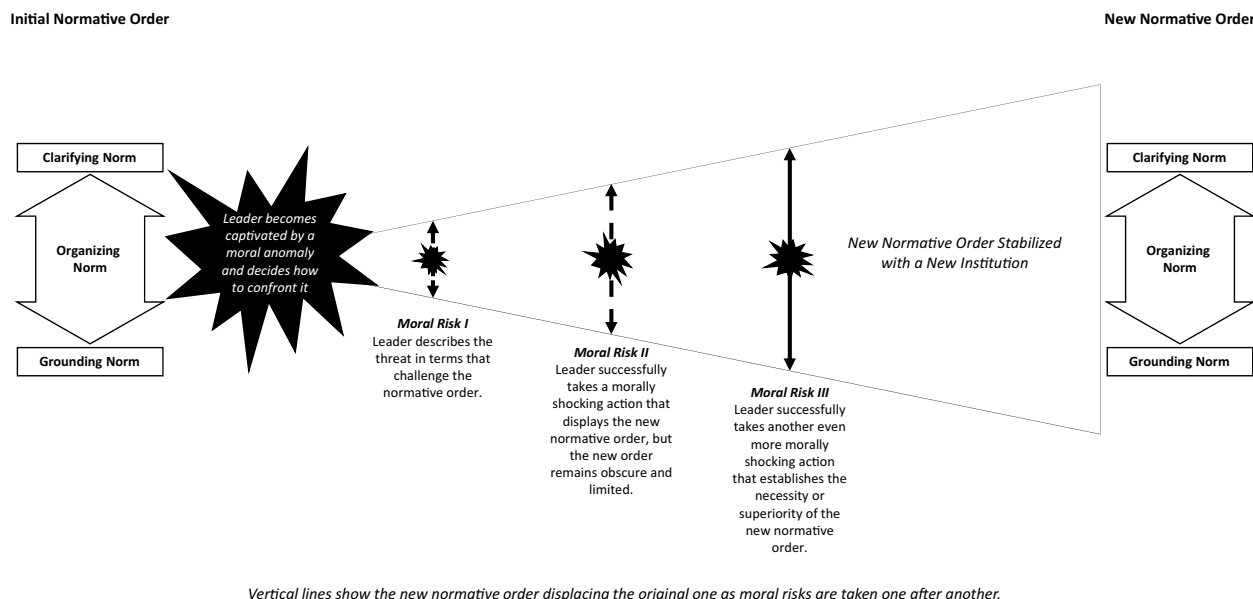 Initial Normative Order
New Normative Order
Clarifying Norm
Organizing
Norm
Grounding Norm
Leader becomes
captivated by a
moral anomaly
and decides how
to confront it
Moral Risk I
Leader describes the
threat in terms that
challenge the
normative order.
Moral Risk II
Leader successfully
takes a morally
shocking action that
displays the new
normative order, but
the new order
remains obscure and
limited.
Moral Risk III
Leader successfully
takes another even
more morally
shocking action
that establishes the
necessity or
superiority of the
new normative
order.
New Normative Order Stabilized
with a New Institution
Clarifying Norm
Organizing
Norm
Grounding Norm
Vertical lines show the new normative order displacing the original one as moral risks are taken one after another.